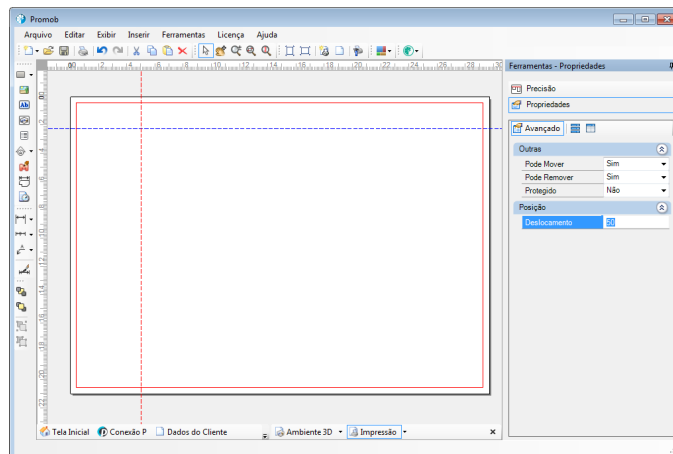 Promob
Arquivo Editar Exibir Inserir Ferramentas Licença Ajuda
Ferramentas - Propriedades
Precisão
Propriedades
Avançado
Outras
Pode Mover Sim
Pode Remover Sim
Protegido Não
Posição
Deslocamento 50
Tela Inicial Conexão P Dados do Cliente Ambiente 3D Impressão